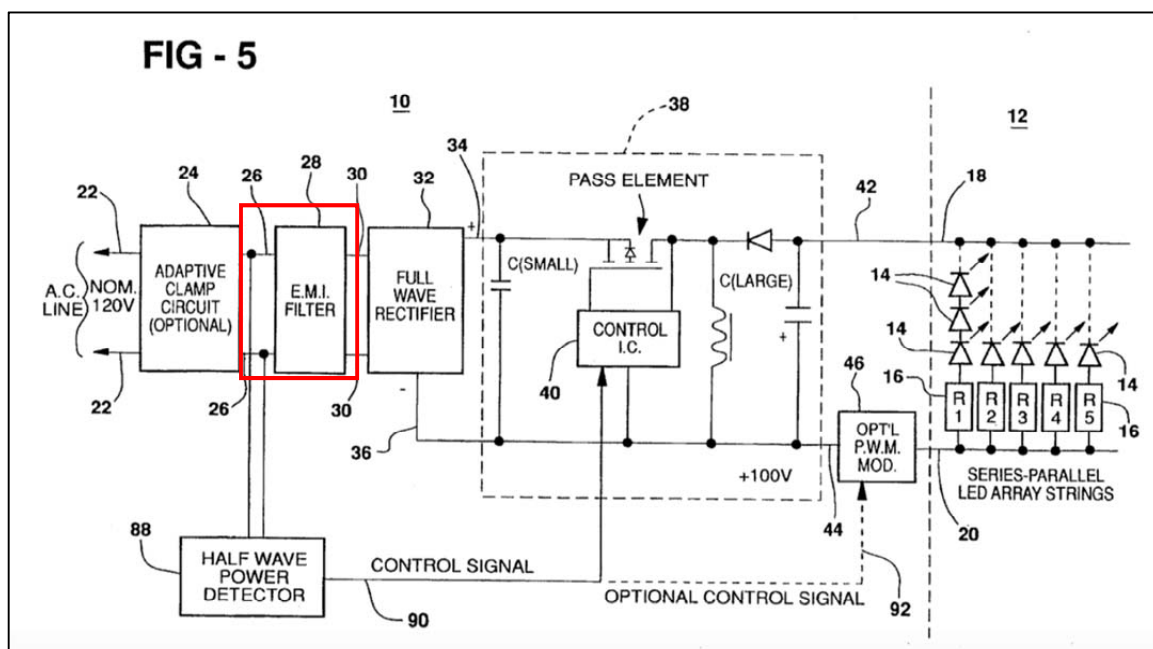 FIG - 5
10
38
12
22
24
26
28
30
32
34
PASS ELEMENT
42
18
A.C. LINE
NOM. 120V
ADAPTIVE
CLAMP
CIRCUIT
(OPTIONAL)
E.M.I.
FILTER
FULL
WAVE
RECTIFIER
+
C(SMALL)
C(LARGE)
+
CONTROL
I.C.
40
14
14
14
22
26
30
-
36
46
OPT'L
P.W.M.
MOD.
16
R
1
R
2
R
3
R
4
R
5
16
+100V
44
20
SERIES-PARALLEL
LED ARRAY STRINGS
88
HALF WAVE
POWER
DETECTOR
CONTROL SIGNAL
90
OPTIONAL CONTROL SIGNAL
92